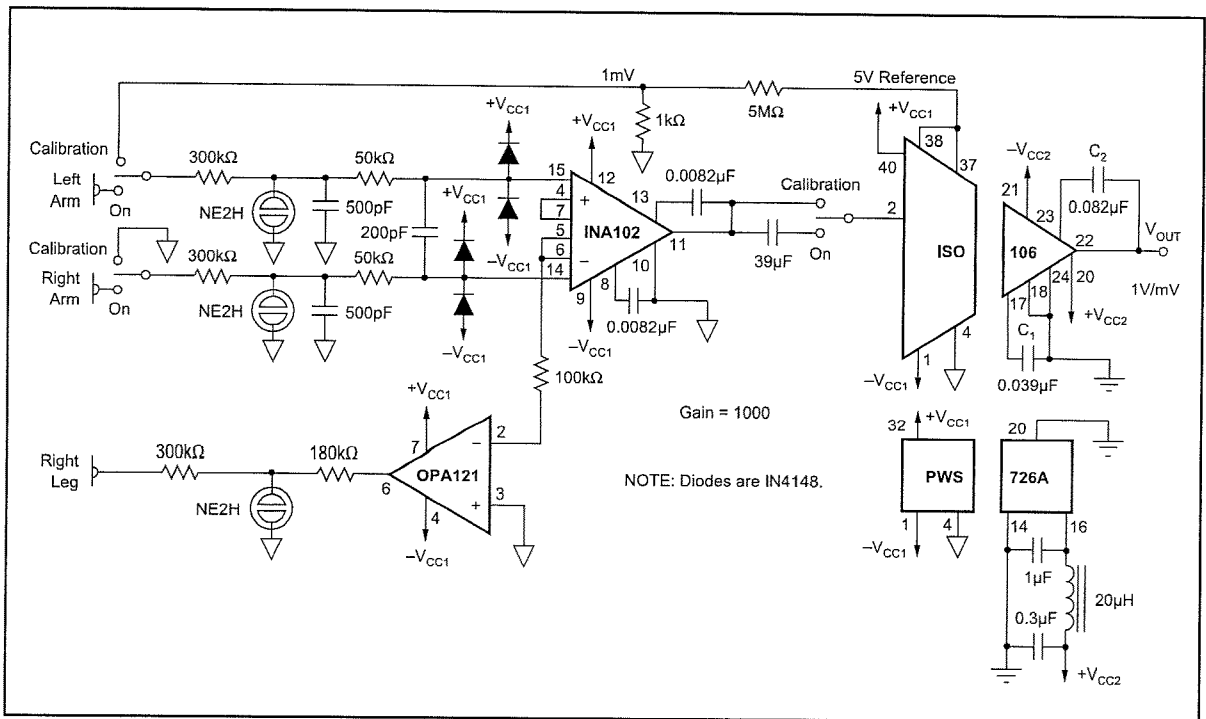 1mV
5V Reference
5MΩ
1kΩ
+VCC1
+VCC1
+VCC1
Calibration
Left
Arm
On
300kΩ
50kΩ
NE2H
500pF
200pF
+VCC1
−VCC1
Calibration
Right
Arm
On
300kΩ
50kΩ
NE2H
500pF
−VCC1
15
4
7
5
6
14
+
−
INA102
12
13
11
10
8
9
−VCC1
0.0082µF
0.0082µF
39µF
Calibration
On
40
38
37
2
ISO
1
4
−VCC1
−VCC2
21
23
C2
0.082µF
22
VOUT
106
24
20
18
17
1V/mV
+VCC2
C1
0.039µF
100kΩ
Gain = 1000
NOTE: Diodes are IN4148.
Right
Leg
300kΩ
180kΩ
NE2H
+VCC1
7
2
−
OPA121
6
+
3
4
−VCC1
32
+VCC1
PWS
1
4
−VCC1
20
726A
14
16
1µF
20µH
0.3µF
+VCC2